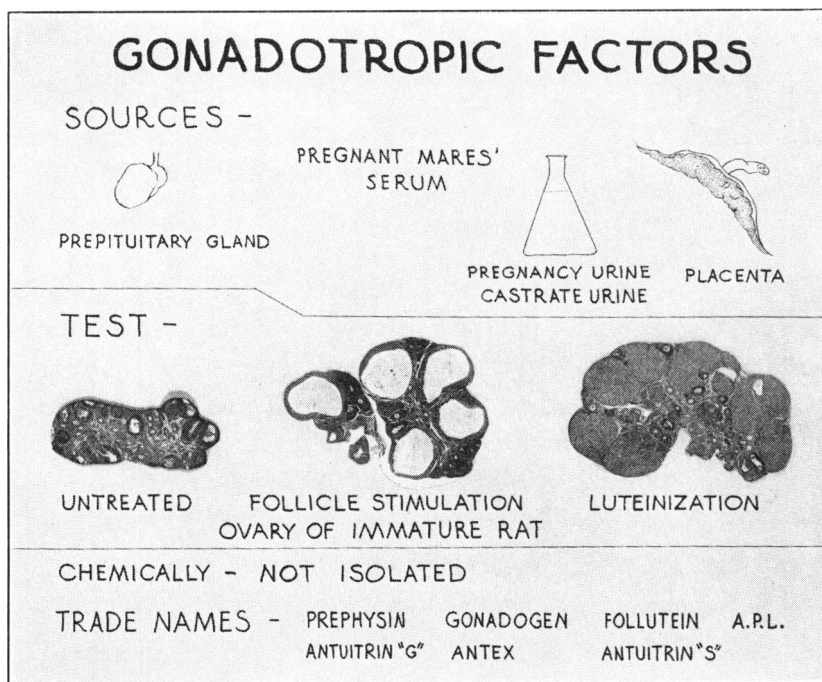 GONADOTROPIC FACTORS
SOURCES -
PREGNANT MARES'
SERUM
PREPITUITARY GLAND
PREGNANCY URINE
CASTRATE URINE
PLACENTA
TEST -
UNTREATED
FOLLICLE STIMULATION
LUTEINIZATION
OVARY OF IMMATURE RAT
CHEMICALLY - NOT ISOLATED
TRADE NAMES - PREPHYSIN GONADOGEN FOLLUTEIN A.P.L.
ANTUITRIN "G" ANTEX ANTUITRIN "S"